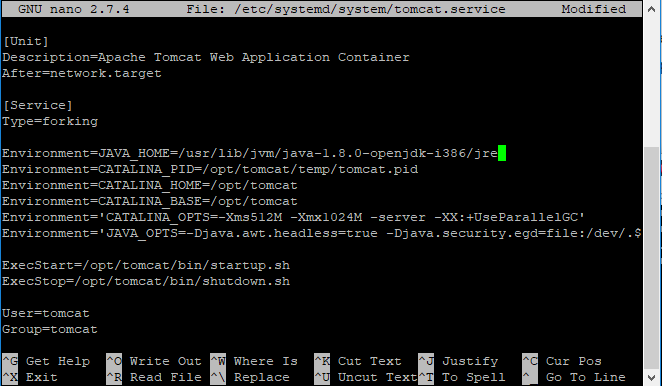 GNU nano 2.7.4 File: /etc/systemd/system/tomcat.service Modified
[Unit]
Description=Apache Tomcat Web Application Container
After=network.target
[Service]
Type=forking
Environment=JAVA_HOME=/usr/lib/jvm/java-1.8.0-openjdk-i386/jre
Environment=CATALINA_PID=/opt/tomcat/temp/tomcat.pid
Environment=CATALINA_HOME=/opt/tomcat
Environment=CATALINA_BASE=/opt/tomcat
Environment='CATALINA_OPTS=-Xms512M -Xmx1024M -server -XX:+UseParallelGC'
Environment='JAVA_OPTS=-Djava.awt.headless=true -Djava.security.egd=file:/dev/.$
ExecStart=/opt/tomcat/bin/startup.sh
ExecStop=/opt/tomcat/bin/shutdown.sh
User=tomcat
Group=tomcat
^G Get Help ^O Write Out ^W Where Is ^K Cut Text ^J Justify ^C Cur Pos
^X Exit ^R Read File ^\ Replace ^U Uncut Text ^T To Spell ^_ Go To Line